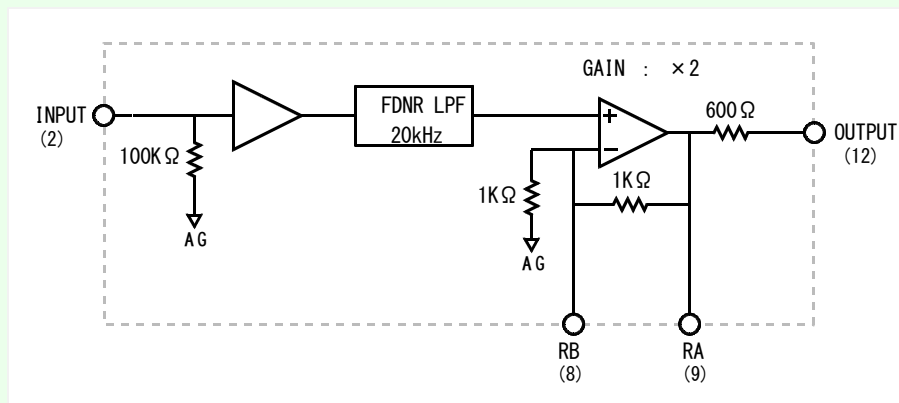 GAIN : ×2
INPUT
(2)
100KΩ
AG
FDNR LPF
20kHz
+
−
1KΩ
AG
1KΩ
600Ω
OUTPUT
(12)
RB
(8)
RA
(9)